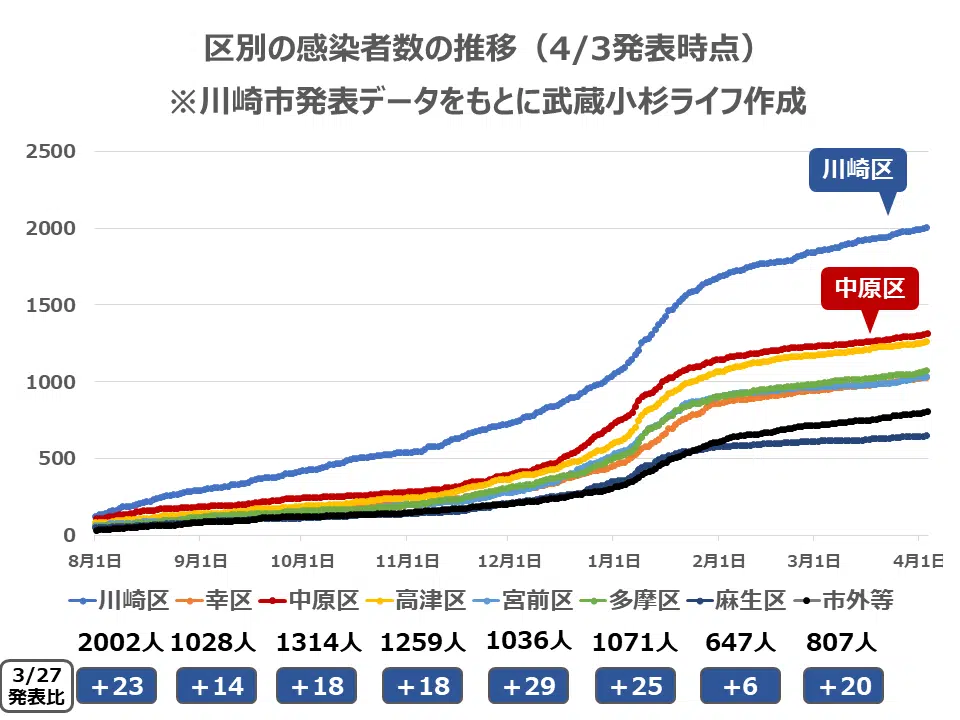 区別の感染者数の推移（4/3発表時点）
※川崎市発表データをもとに武蔵小杉ライフ作成
2500
2000
1500
1000
500
0
川崎区
中原区
8月1日 9月1日 10月1日 11月1日 12月1日 1月1日 2月1日 3月1日 4月1日
川崎区 幸区 中原区 高津区 宮前区 多摩区 麻生区 市外等
2002人 1028人 1314人 1259人 1036人 1071人 647人 807人
3/27
発表比
＋23 ＋14 ＋18 ＋18 ＋29 ＋25 ＋6 ＋20